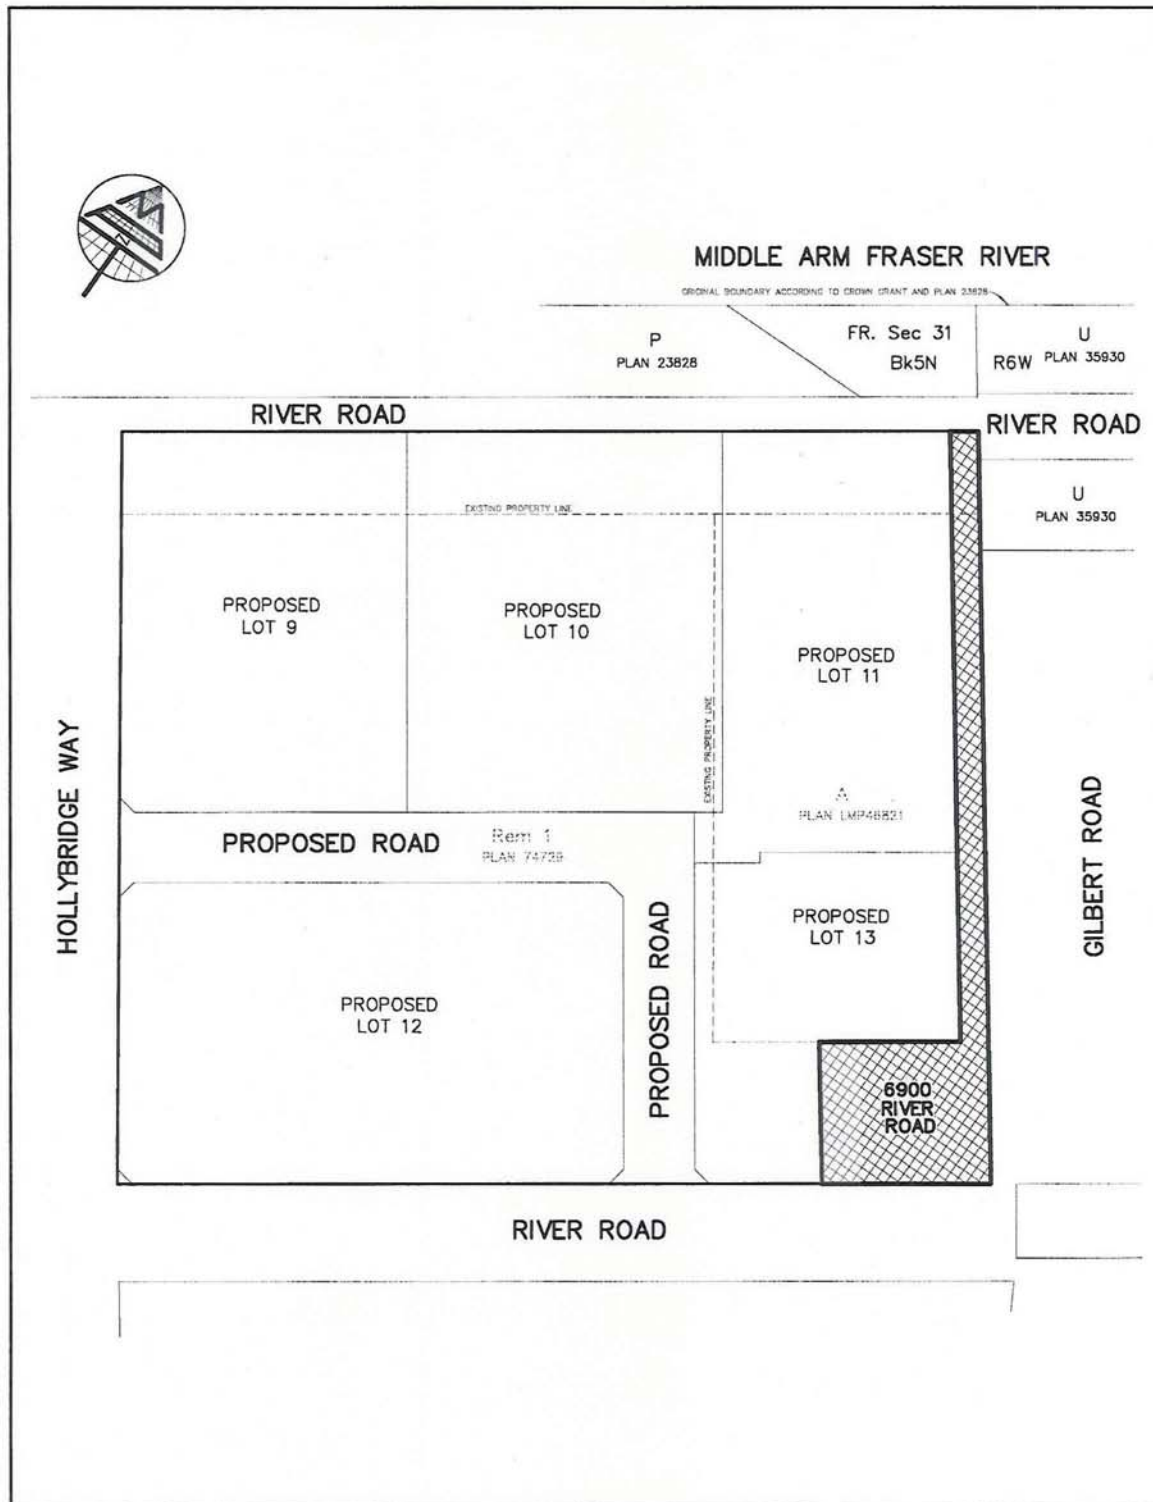 N
MIDDLE ARM FRASER RIVER
ORIGINAL BOUNDARY ACCORDING TO CROWN GRANT AND PLAN 23828
P
PLAN 23828
FR. Sec 31
Bk5N
R6W
U
PLAN 35930
RIVER ROAD
RIVER ROAD
U
PLAN 35930
EXISTING PROPERTY LINE
PROPOSED
LOT 9
PROPOSED
LOT 10
PROPOSED
LOT 11
EXISTING PROPERTY LINE
HOLLYBRIDGE WAY
A
PLAN LMP46821
PROPOSED ROAD
Rem 1
PLAN 74739
GILBERT ROAD
PROPOSED
LOT 13
PROPOSED ROAD
PROPOSED
LOT 12
6900
RIVER
ROAD
RIVER ROAD